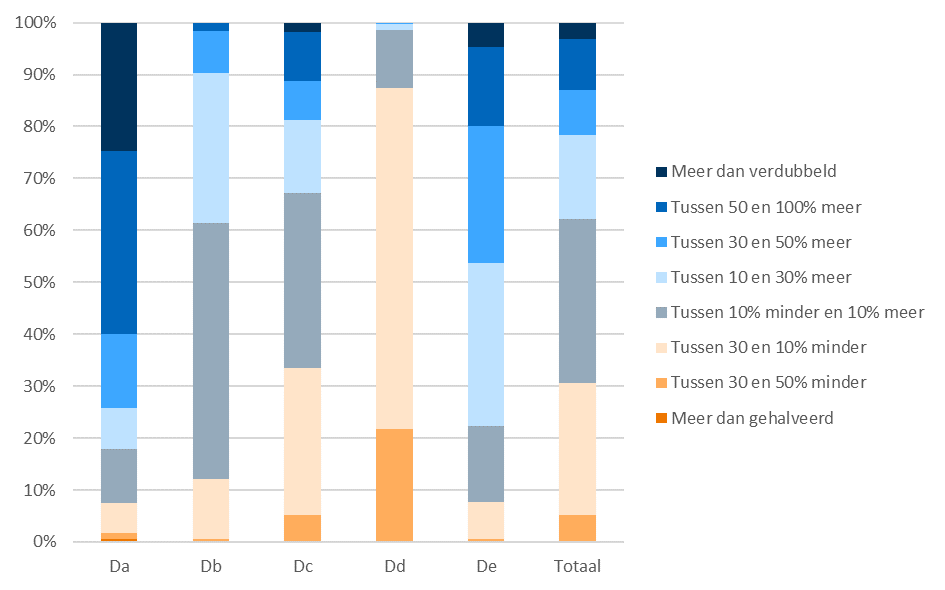 100%
90%
80%
70%
60%
50%
40%
30%
20%
10%
0%
Da Db Dc Dd De Totaal
Meer dan verdubbeld
Tussen 50 en 100% meer
Tussen 30 en 50% meer
Tussen 10 en 30% meer
Tussen 10% minder en 10% meer
Tussen 30 en 10% minder
Tussen 30 en 50% minder
Meer dan gehalveerd